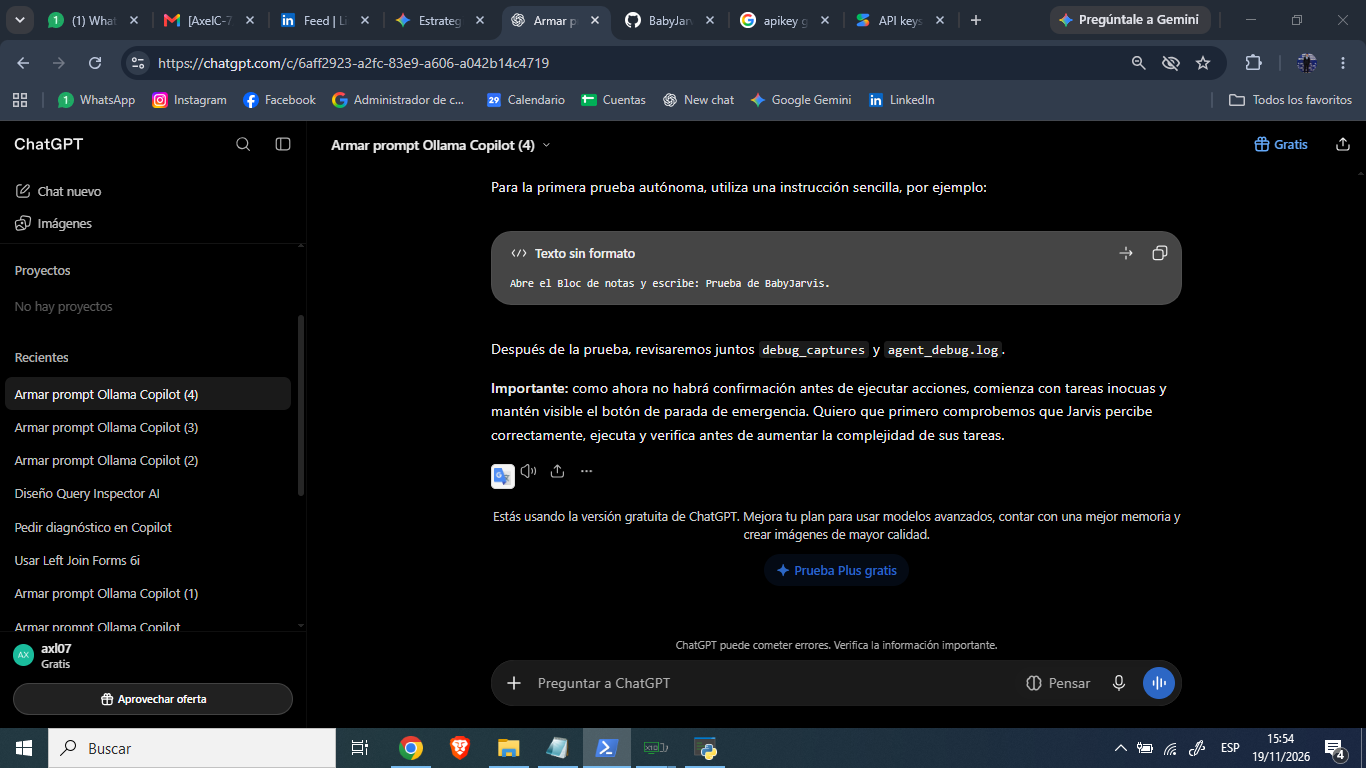 (1) What
[AxelC-7
Feed | Li
Estrateg
Armar p
BabyJar
apikey g
API keys
Pregúntale a Gemini
https://chatgpt.com/c/6aff2923-a2fc-83e9-a606-a042b14c4719
WhatsApp
Instagram
Facebook
Administrador de c...
Calendario
Cuentas
New chat
Google Gemini
LinkedIn
Todos los favoritos
ChatGPT
Armar prompt Ollama Copilot (4)
Gratis
Chat nuevo
Imágenes
Proyectos
No hay proyectos
Recientes
Armar prompt Ollama Copilot (4)
Armar prompt Ollama Copilot (3)
Armar prompt Ollama Copilot (2)
Diseño Query Inspector AI
Pedir diagnóstico en Copilot
Usar Left Join Forms 6i
Armar prompt Ollama Copilot (1)
Armar prompt Ollama Copilot
AX
axl07
Gratis
Aprovechar oferta
Para la primera prueba autónoma, utiliza una instrucción sencilla, por ejemplo:
Texto sin formato
Abre el Bloc de notas y escribe: Prueba de BabyJarvis.
Después de la prueba, revisaremos juntos debug_captures y agent_debug.log.
Importante: como ahora no habrá confirmación antes de ejecutar acciones, comienza con tareas inocuas y
mantén visible el botón de parada de emergencia. Quiero que primero comprobemos que Jarvis percibe
correctamente, ejecuta y verifica antes de aumentar la complejidad de sus tareas.
Estás usando la versión gratuita de ChatGPT. Mejora tu plan para usar modelos avanzados, contar con una mejor memoria y
crear imágenes de mayor calidad.
Prueba Plus gratis
ChatGPT puede cometer errores. Verifica la información importante.
Preguntar a ChatGPT
Pensar
Buscar
ESP
15:54
19/11/2026
4